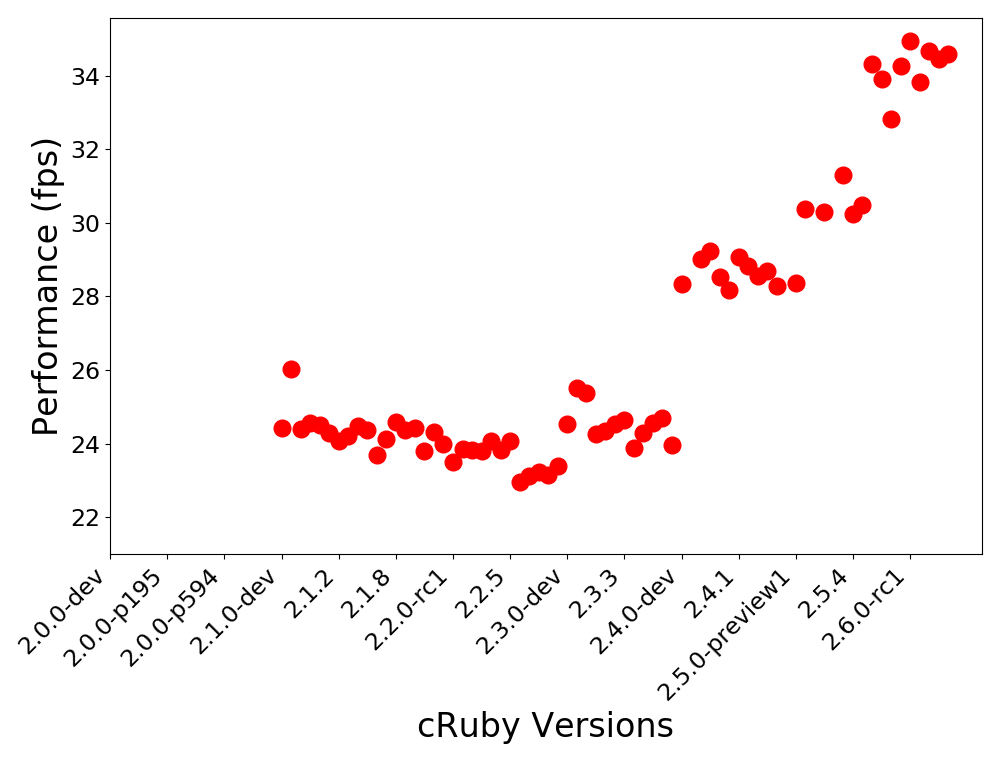 Performance (fps)
34
32
30
28
26
24
22
2.0.0-dev
2.0.0-p195
2.0.0-p594
2.1.0-dev
2.1.2
2.1.8
2.2.0-rc1
2.2.5
2.3.0-dev
2.3.3
2.4.0-dev
2.4.1
2.5.0-preview1
2.5.4
2.6.0-rc1
cRuby Versions